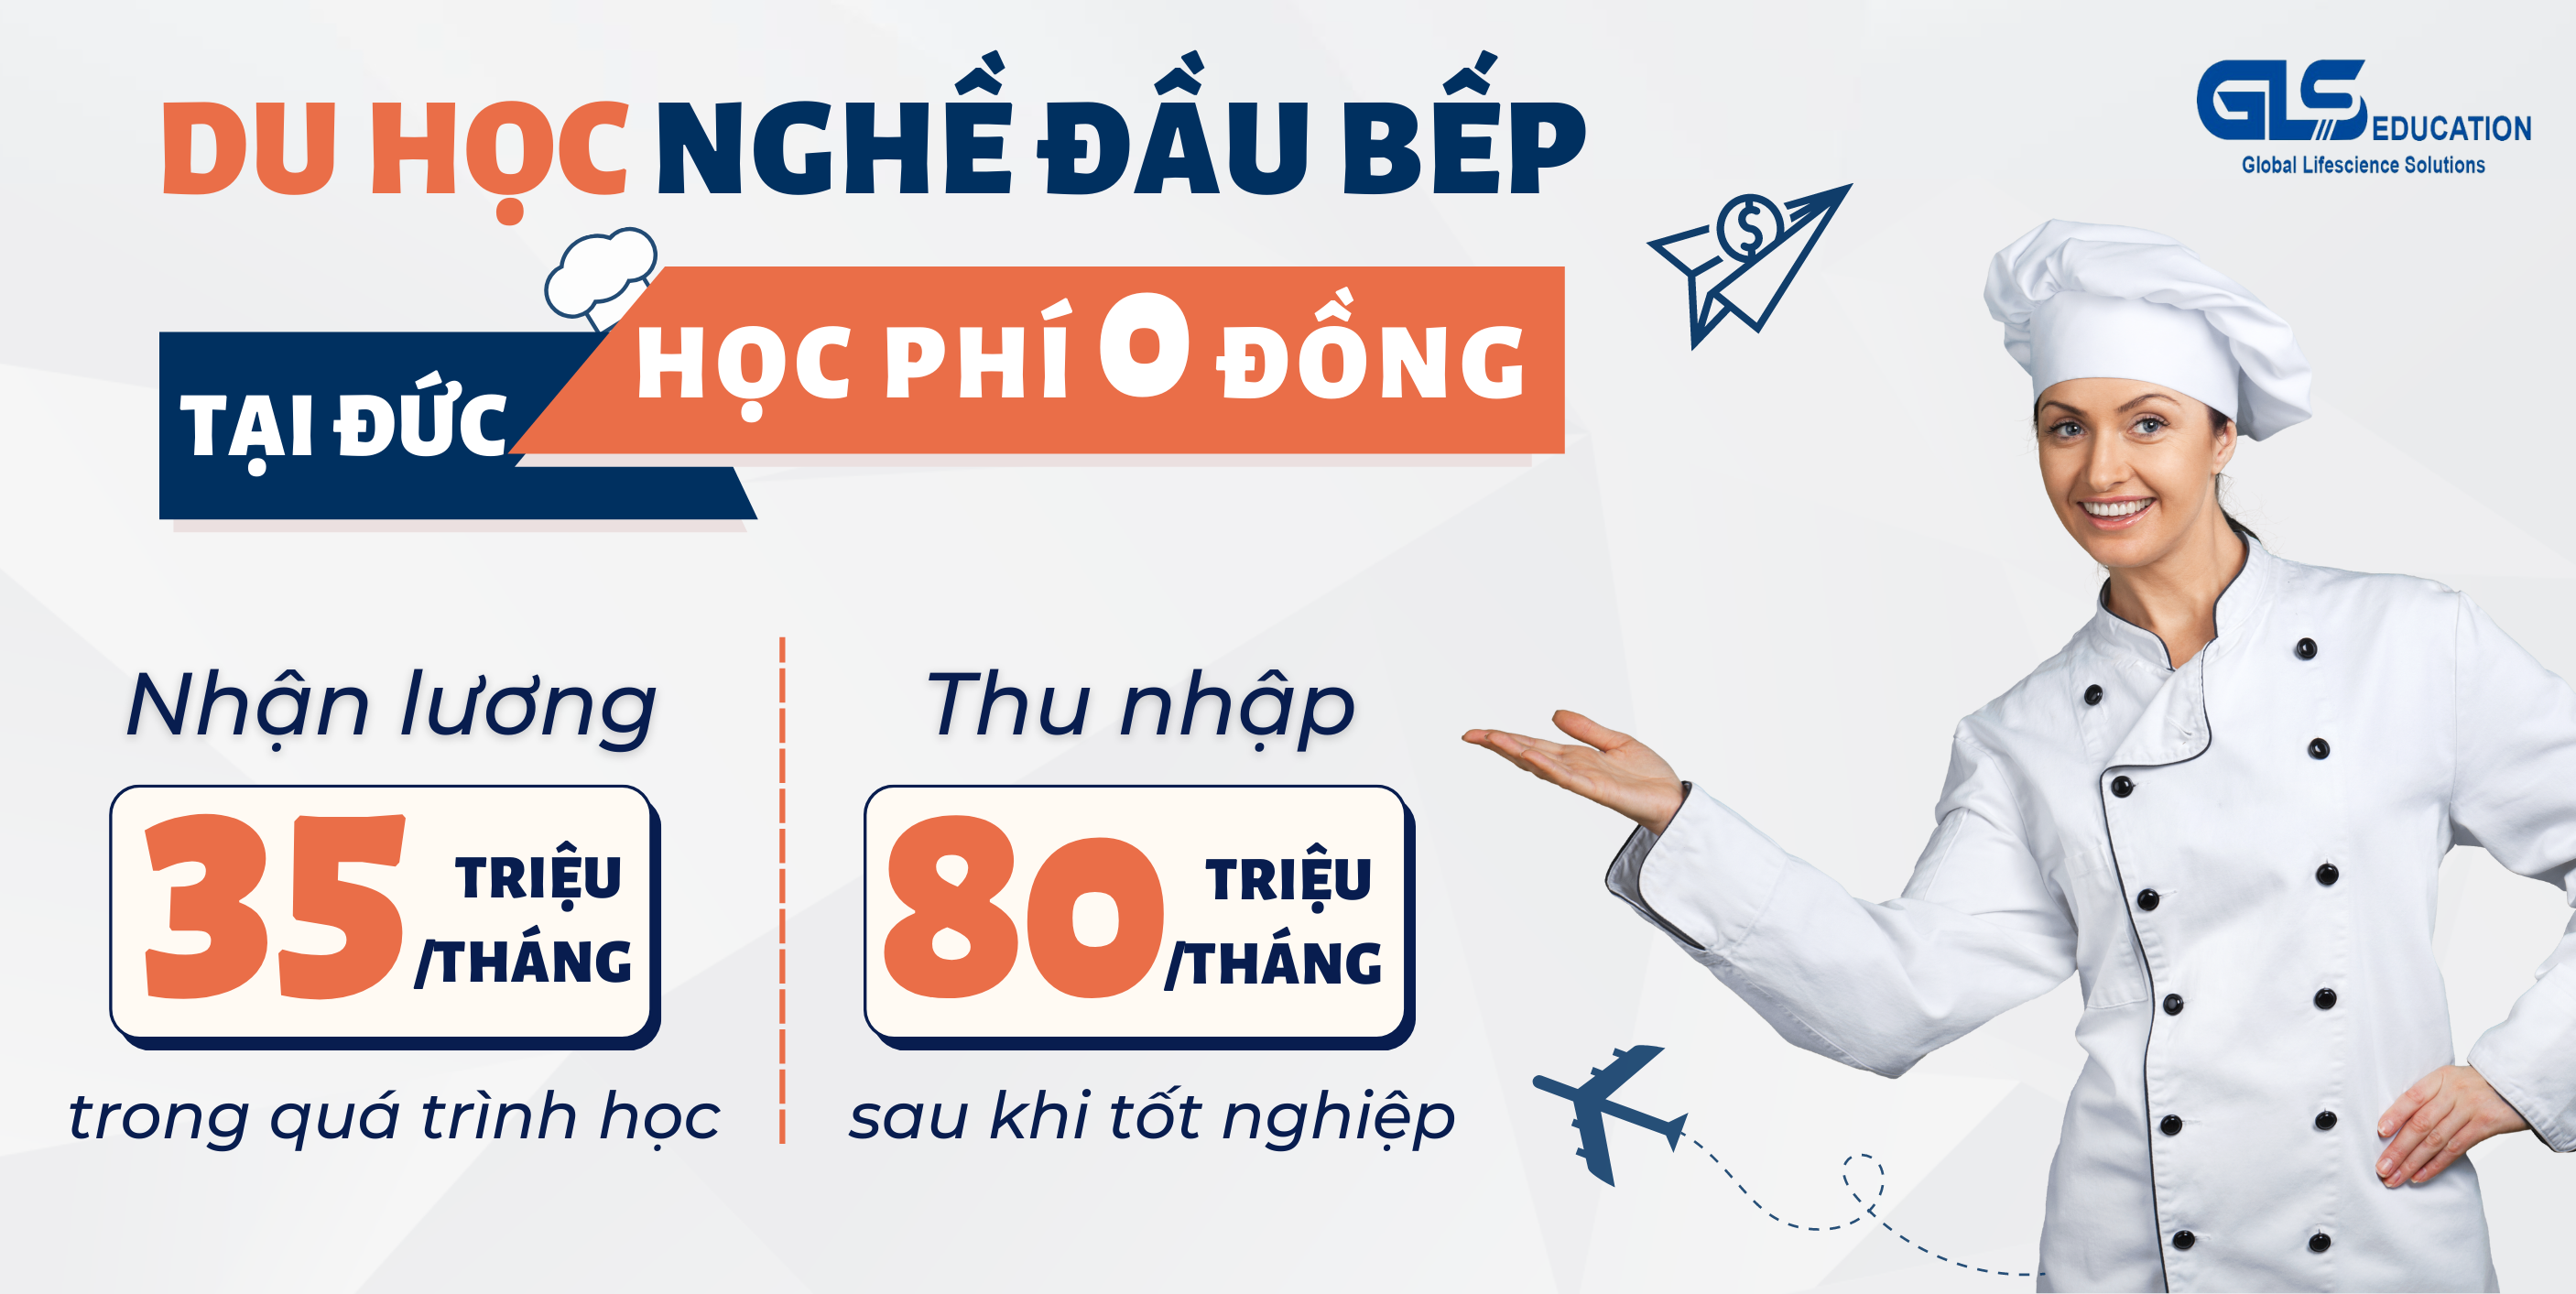 DU HỌC NGHỀ ĐẦU BẾP
GLS EDUCATION
Global Lifescience Solutions
HỌC PHÍ 0 ĐỒNG
TẠI ĐỨC
Nhận lương
35 TRIỆU
/THÁNG
trong quá trình học
Thu nhập
80 TRIỆU
/THÁNG
sau khi tốt nghiệp